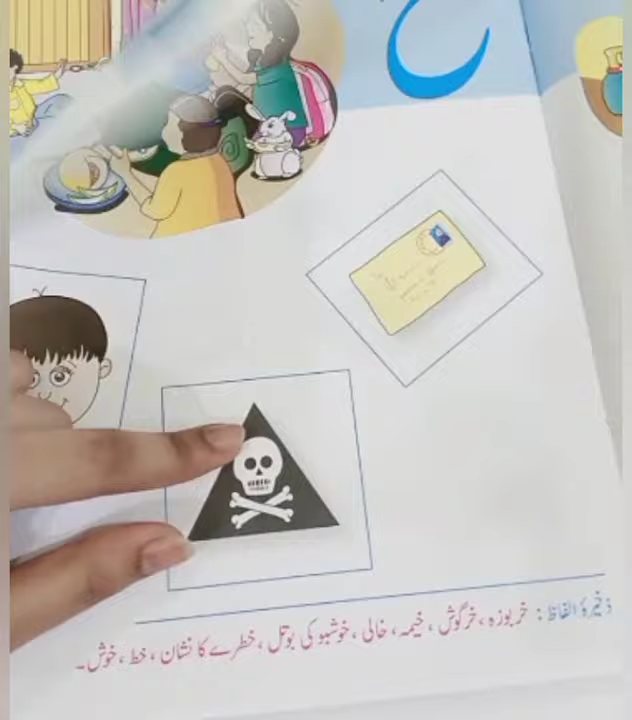 خ
ذخیرۂ الفاظ : خربوزہ ، خرگوش ، خیمہ ، خالی ، خوشبو کی بوتل ، خطرے کا نشان ، خط ، خوش ۔